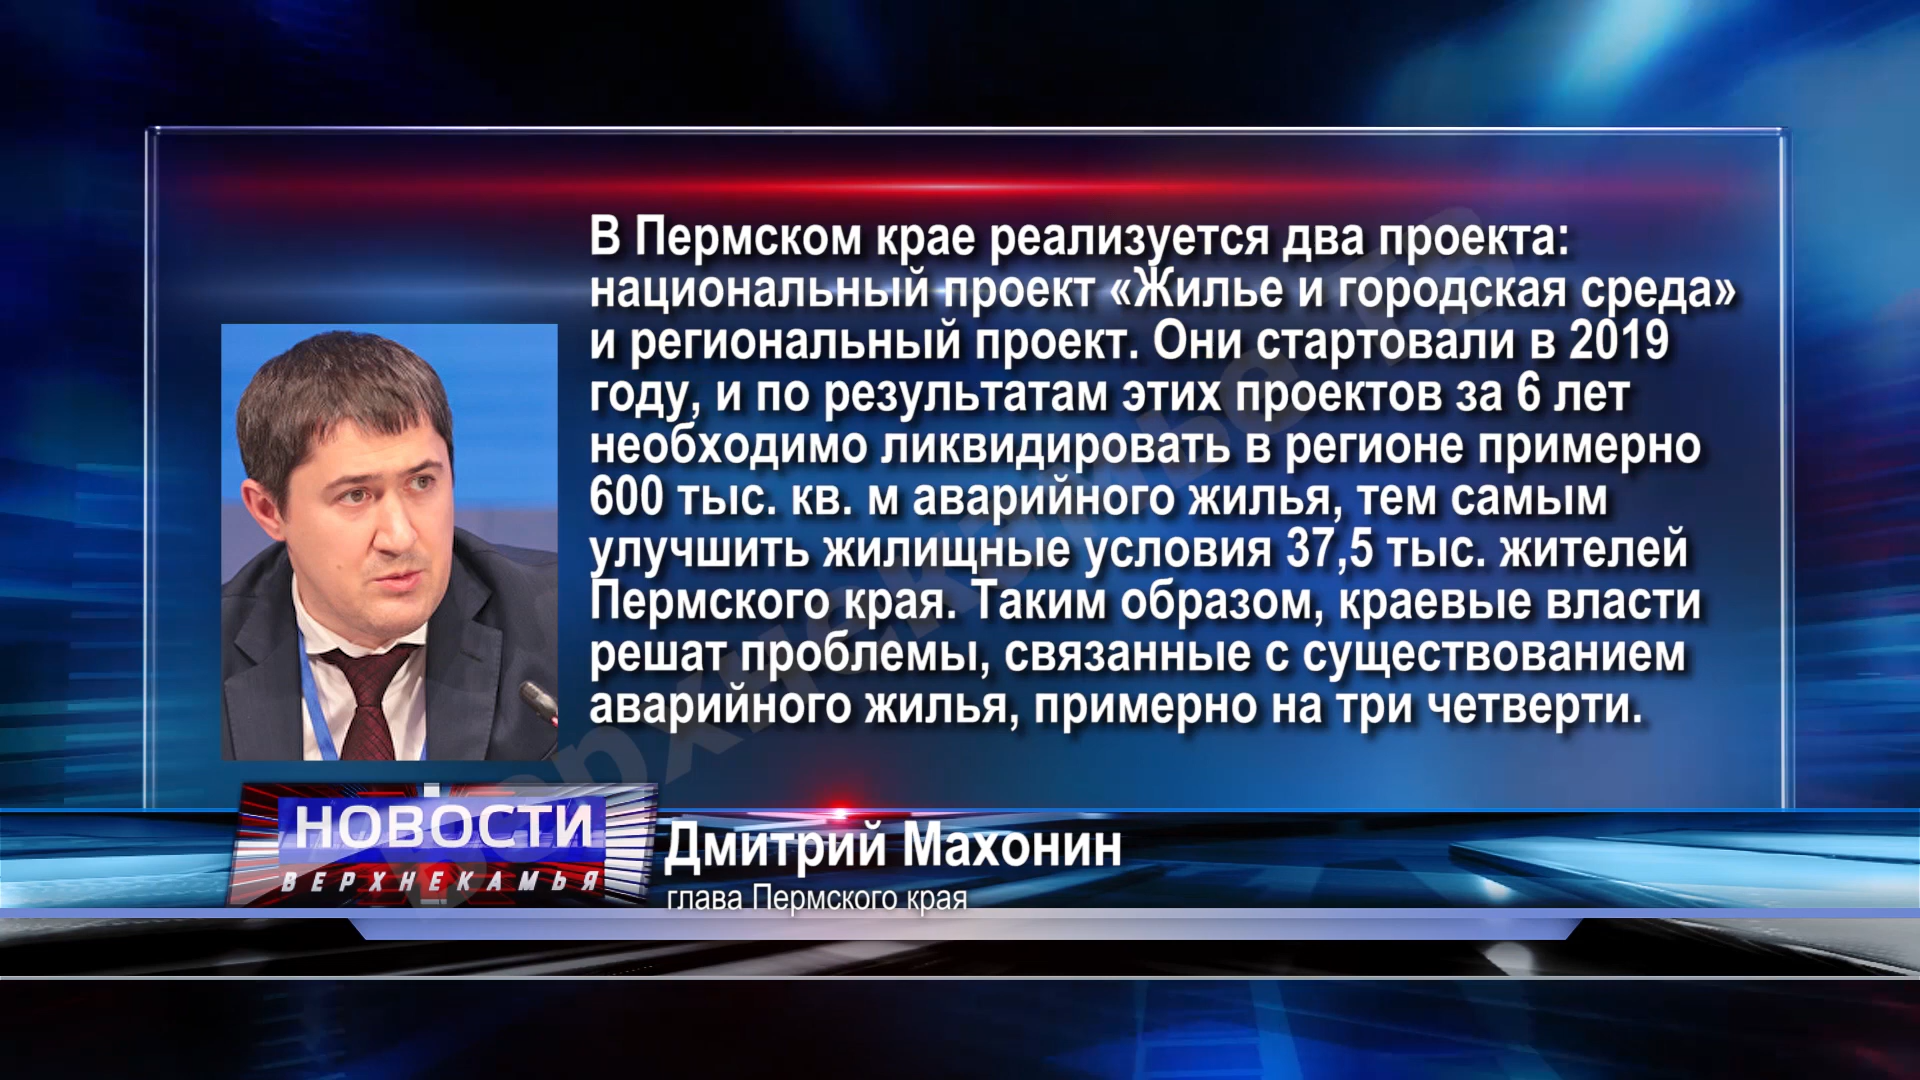 В Пермском крае реализуется два проекта:
национальный проект «Жилье и городская среда»
и региональный проект. Они стартовали в 2019
году, и по результатам этих проектов за 6 лет
необходимо ликвидировать в регионе примерно
600 тыс. кв. м аварийного жилья, тем самым
улучшить жилищные условия 37,5 тыс. жителей
Пермского края. Таким образом, краевые власти
решат проблемы, связанные с существованием
аварийного жилья, примерно на три четверти.
НОВОСТИ
ВЕРХНЕКАМЬЯ
Дмитрий Махонин
глава Пермского края